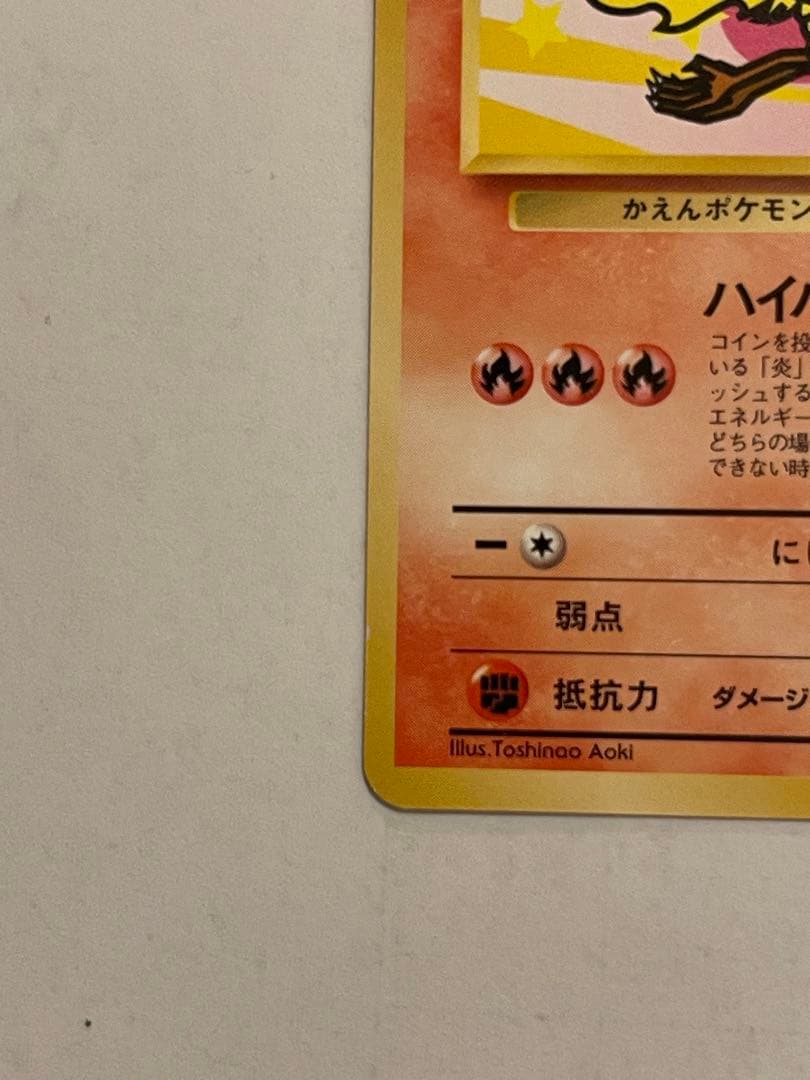 かえんポケモン
ハイパ
コインを投
いる「炎」
ッシュする
エネルギー
どちらの場
できない時
にし
弱点
抵抗力 ダメージ
Illus.Toshinao Aoki